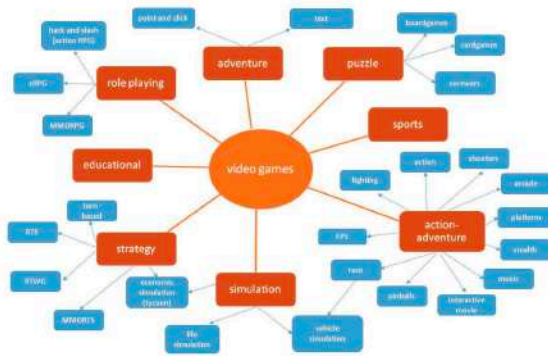 point and click
text
boardgames
hack and slash
(action RPG)
cardgames
adventure
puzzle
role playing
cRPG
MMORPG
sports
educational
video games
action
shooters
fighting
arcade
turn
based
platform
RTS
strategy
FPS
action-
adventure
stealth
race
music
economic
simulation
(tycoon)
simulation
pinballs
interactive
movie
MMORTS
life
simulation
vehicle
simulation